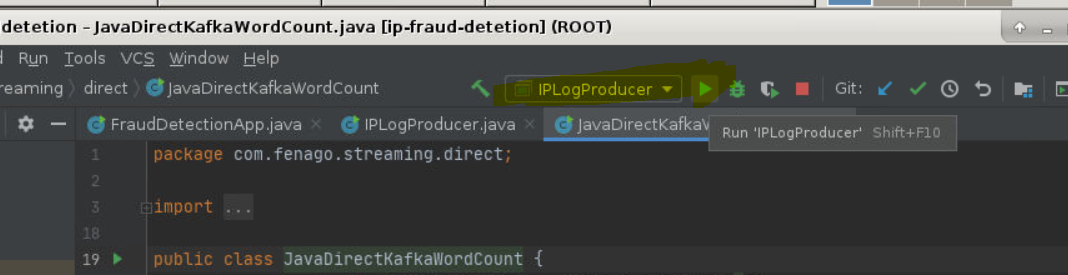 detetion – JavaDirectKafkaWordCount.java [ip-fraud-detetion] (ROOT)
Run Tools VCS Window Help
reaming direct JavaDirectKafkaWordCount IPLogProducer Git:
FraudDetectionApp.java IPLogProducer.java JavaDirectKafkaW
Run 'IPLogProducer' Shift+F10
1 package com.fenago.streaming.direct;
2
3 import ...
18
19 public class JavaDirectKafkaWordCount {